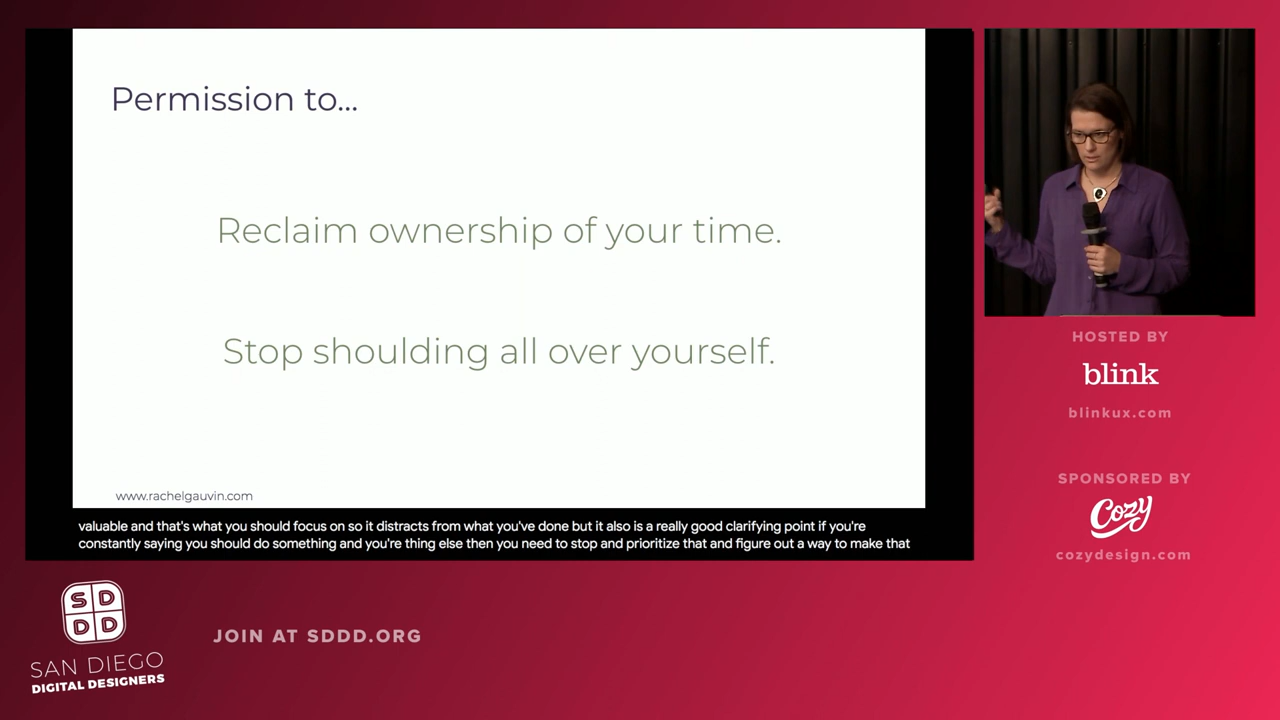 Permission to...
Reclaim ownership of your time.
Stop shoulding all over yourself.
www.rachelgauvin.com
valuable and that's what you should focus on so it distracts from what you've done but it also is a really good clarifying point if you're
constantly saying you should do something and you're thing else then you need to stop and prioritize that and figure out a way to make that
HOSTED BY
blink
blinkux.com
SPONSORED BY
Cozy
cozydesign.com
SD
DD
SAN DIEGO
DIGITAL DESIGNERS
JOIN AT SDDD.ORG